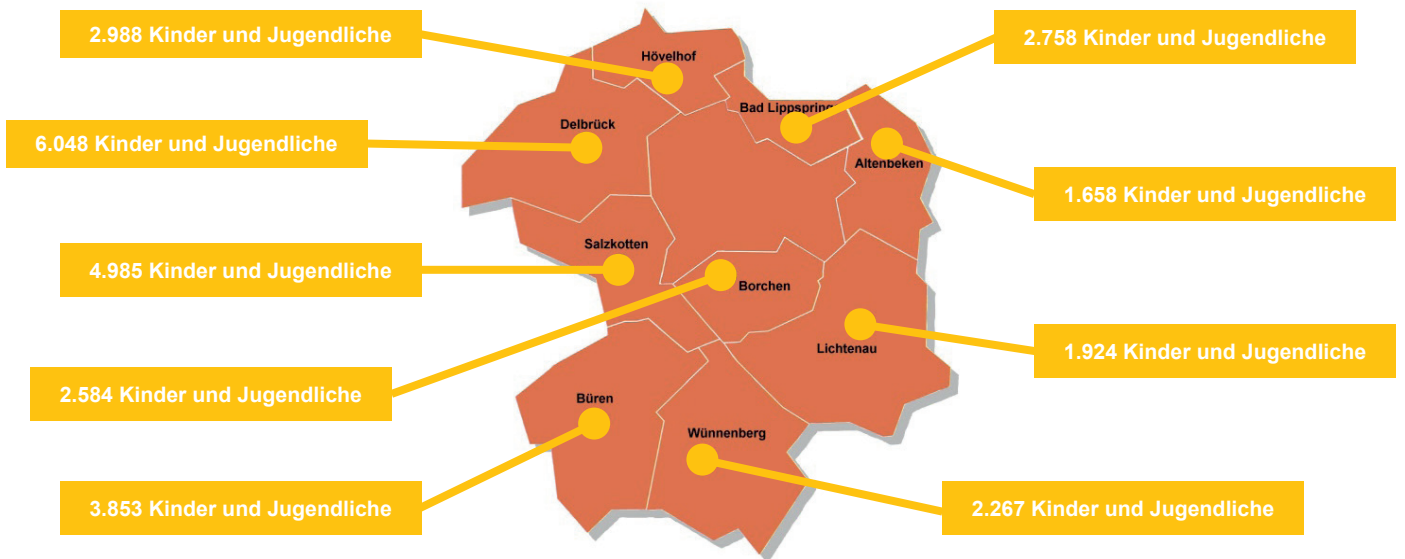 2.988 Kinder und Jugendliche
2.758 Kinder und Jugendliche
Hövelhof
Bad Lippspring
Delbrück
6.048 Kinder und Jugendliche
Altenbeken
1.658 Kinder und Jugendliche
Salzkotten
4.985 Kinder und Jugendliche
Borchen
Lichtenau
1.924 Kinder und Jugendliche
2.584 Kinder und Jugendliche
Büren
Wünnenberg
3.853 Kinder und Jugendliche
2.267 Kinder und Jugendliche